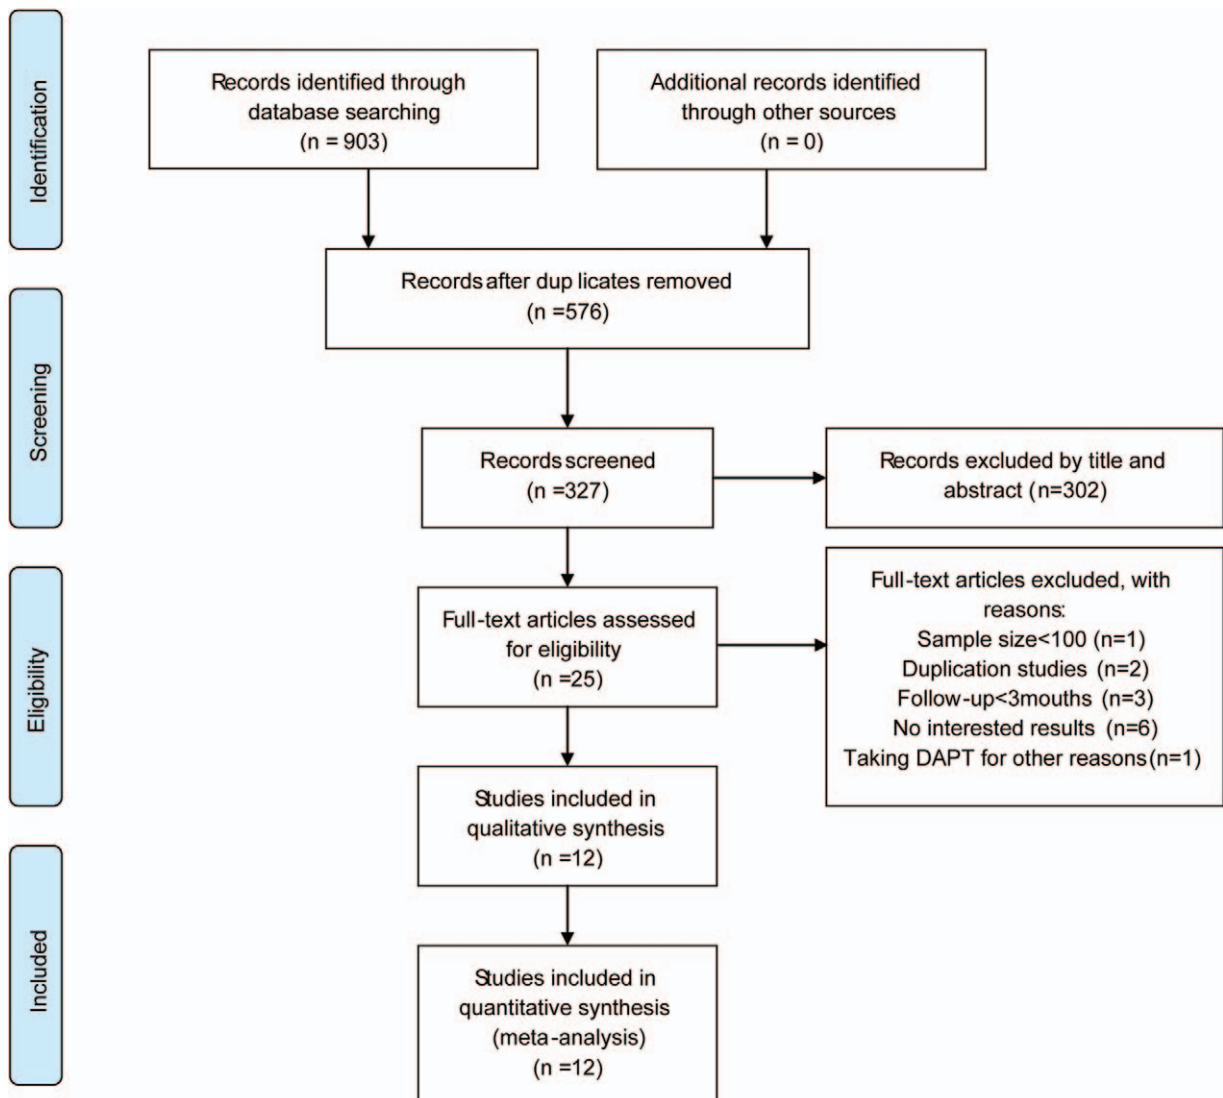 Identification
Records identified through
database searching
(n = 903)
Additional records identified
through other sources
(n = 0)
Records after dup licates removed
(n =576)
Screening
Records screened
(n =327)
Records excluded by title and
abstract (n=302)
Eligibility
Full-text articles assessed
for eligibility
(n =25)
Full-text articles excluded, with
reasons:
Sample size<100 (n=1)
Duplication studies (n=2)
Follow-up<3mouths (n=3)
No interested results (n=6)
Taking DAPT for other reasons(n=1)
Studies included in
qualitative synthesis
(n =12)
Included
Studies included in
quantitative synthesis
(meta-analysis)
(n =12)